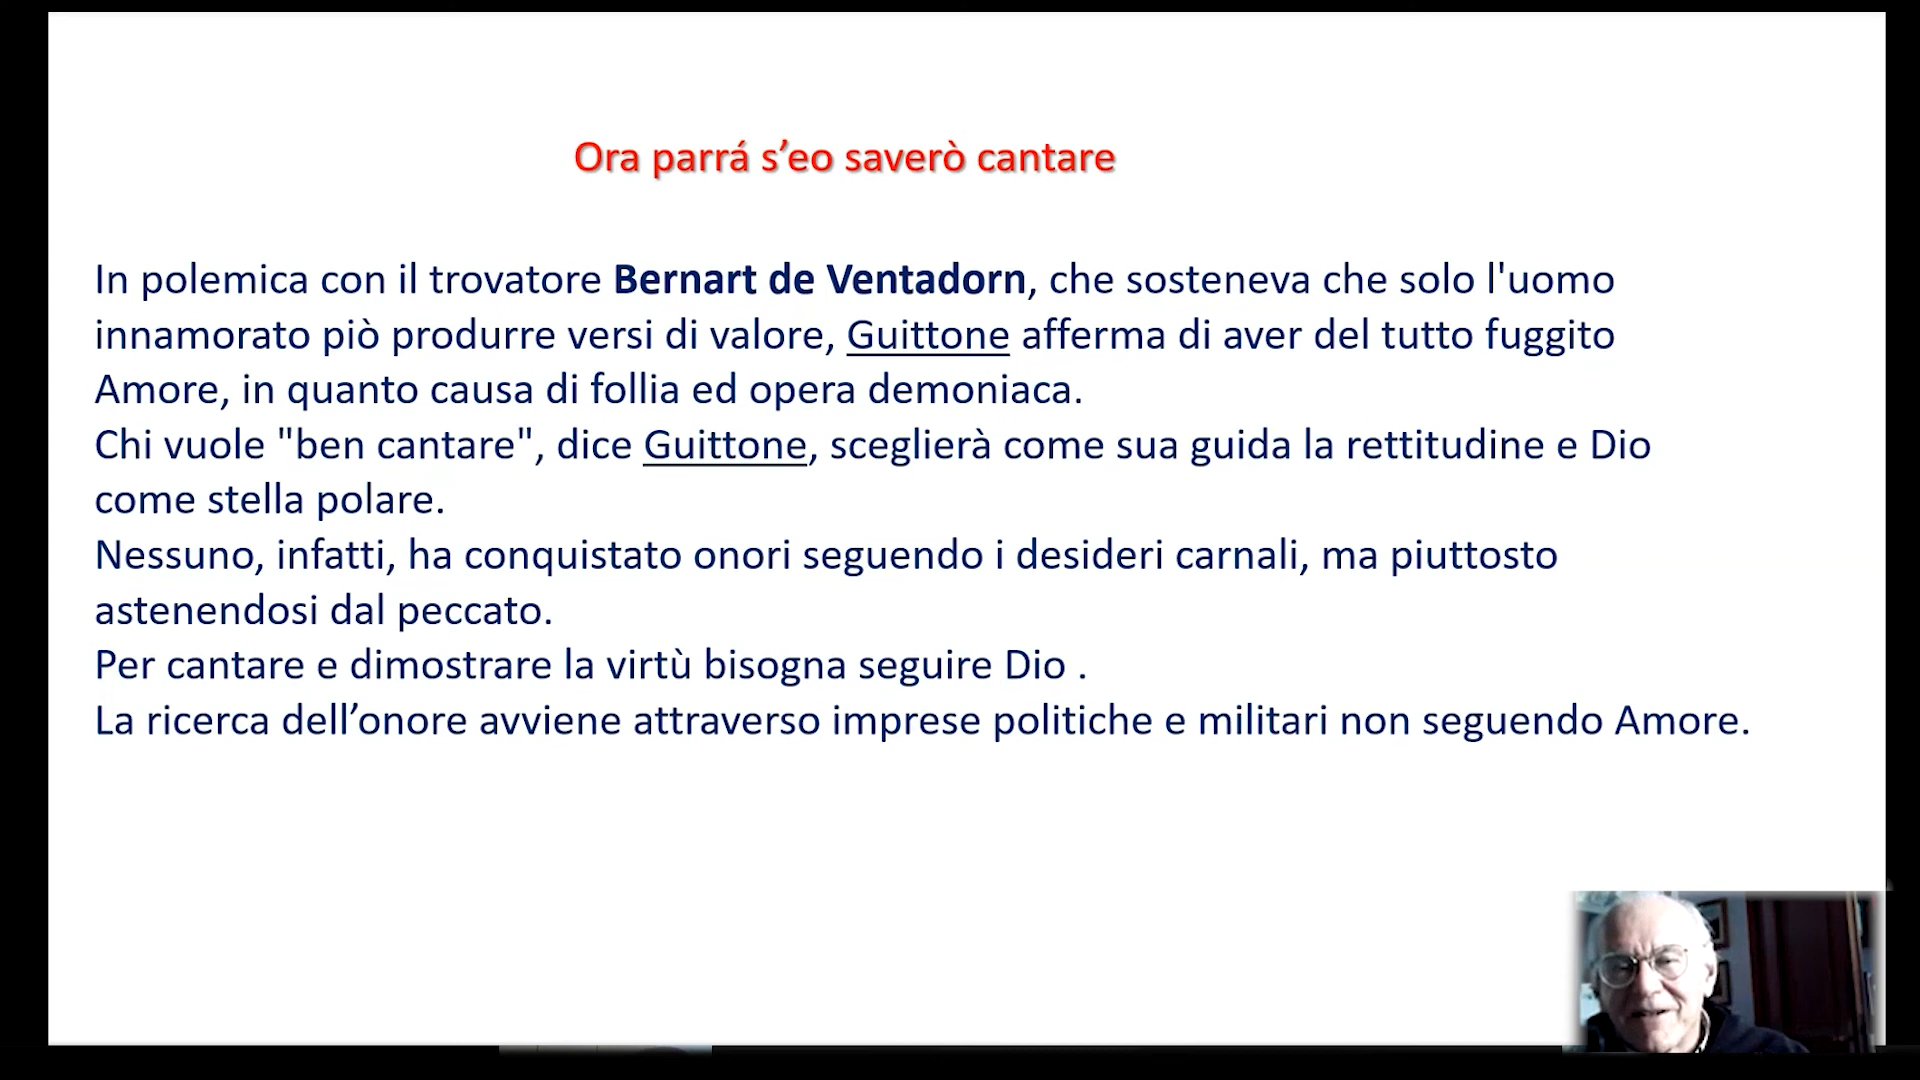 Ora parrá s’eo saverò cantare
In polemica con il trovatore Bernart de Ventadorn, che sosteneva che solo l'uomo
innamorato piò produrre versi di valore, Guittone afferma di aver del tutto fuggito
Amore, in quanto causa di follia ed opera demoniaca.
Chi vuole "ben cantare", dice Guittone, sceglierà come sua guida la rettitudine e Dio
come stella polare.
Nessuno, infatti, ha conquistato onori seguendo i desideri carnali, ma piuttosto
astenendosi dal peccato.
Per cantare e dimostrare la virtù bisogna seguire Dio .
La ricerca dell’onore avviene attraverso imprese politiche e militari non seguendo Amore.